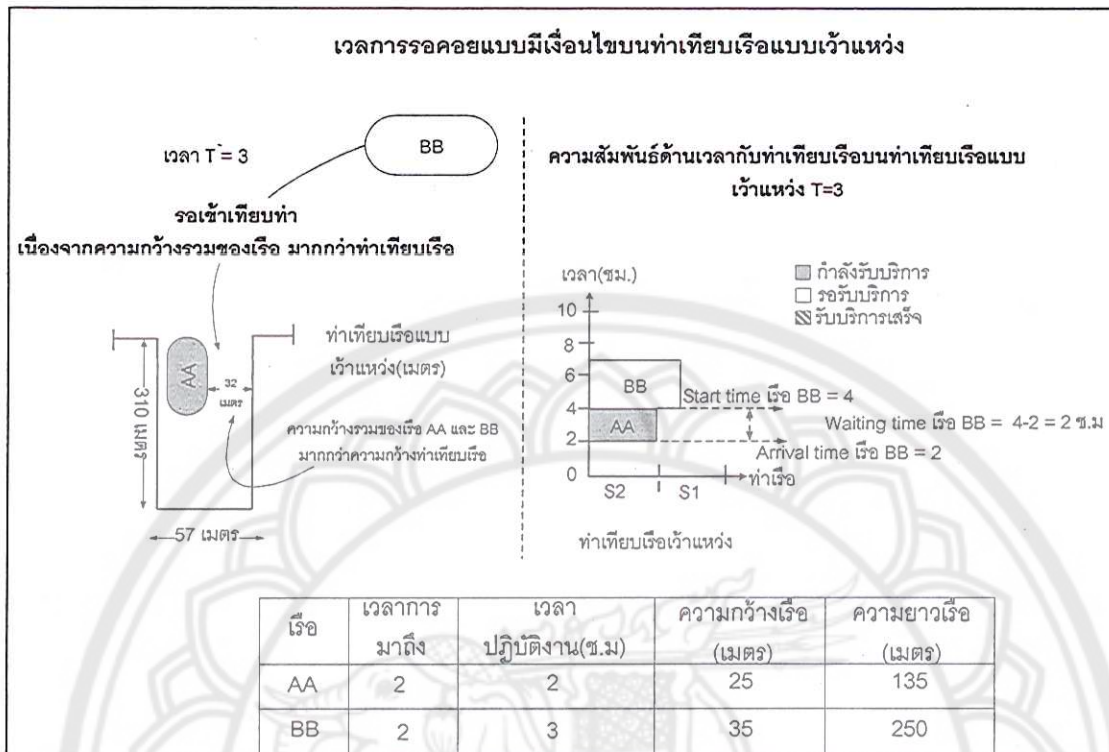 เวลการรอคอยแบบมีเงื่อนไขบนท่าเทียบเรือแบบเว้าแหว่ง
เวลา T = 3
BB
รอเข้าเทียบท่า
เนื่องจากความกว้างรวมของเรือ มากกว่าท่าเทียบเรือ
AA
32
เมตร
310 เมตร
57 เมตร
ท่าเทียบเรือแบบ
เว้าแหว่ง(เมตร)
ความกว้างรวมของเรือ AA และ BB
มากกว่าความกว้างท่าเทียบเรือ
ความสัมพันธ์ด้านเวลากับท่าเทียบเรือบนท่าเทียบเรือแบบ
เว้าแหว่ง T=3
เวลา(ชม.)
กำลังรับบริการ
รอรับบริการ
รับบริการเสร็จ
10
8
6
4
2
0
BB
AA
Start time เรือ BB = 4
Waiting time เรือ BB = 4-2 = 2 ช.ม
Arrival time เรือ BB = 2
ท่าเรือ
S2 S1
ท่าเทียบเรือเว้าแหว่ง
เรือ เวลาการมาถึง เวลาปฏิบัติงาน(ช.ม) ความกว้างเรือ(เมตร) ความยาวเรือ(เมตร)
AA 2 2 25 135
BB 2 3 35 250